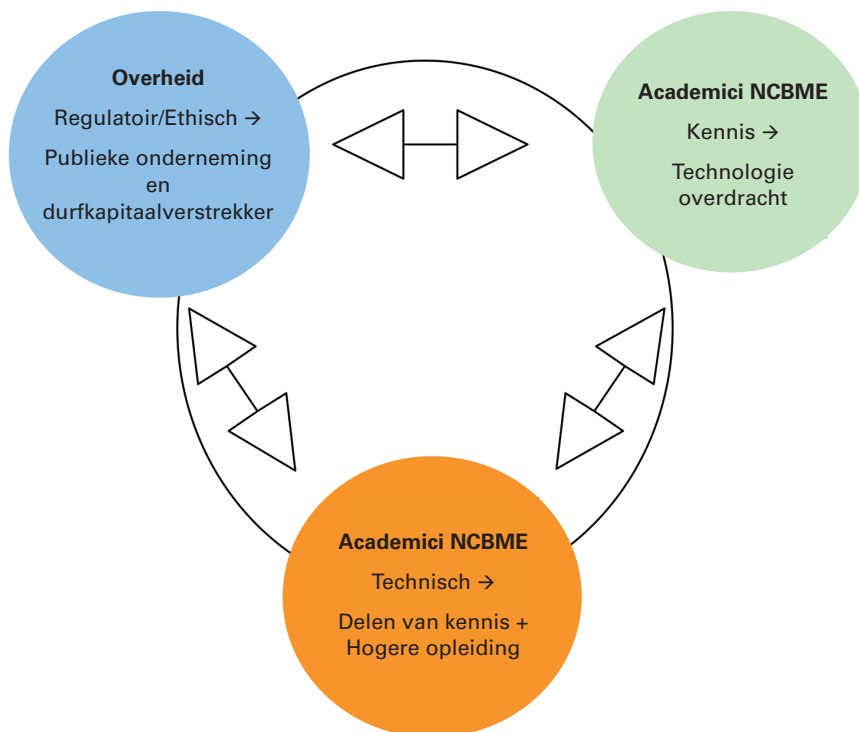 Overheid
Regulatoir/Ethisch →
Publieke onderneming
en
durfkapitaalverstrekker
Academici NCBME
Kennis →
Technologie
overdracht
Academici NCBME
Technisch →
Delen van kennis +
Hogere opleiding